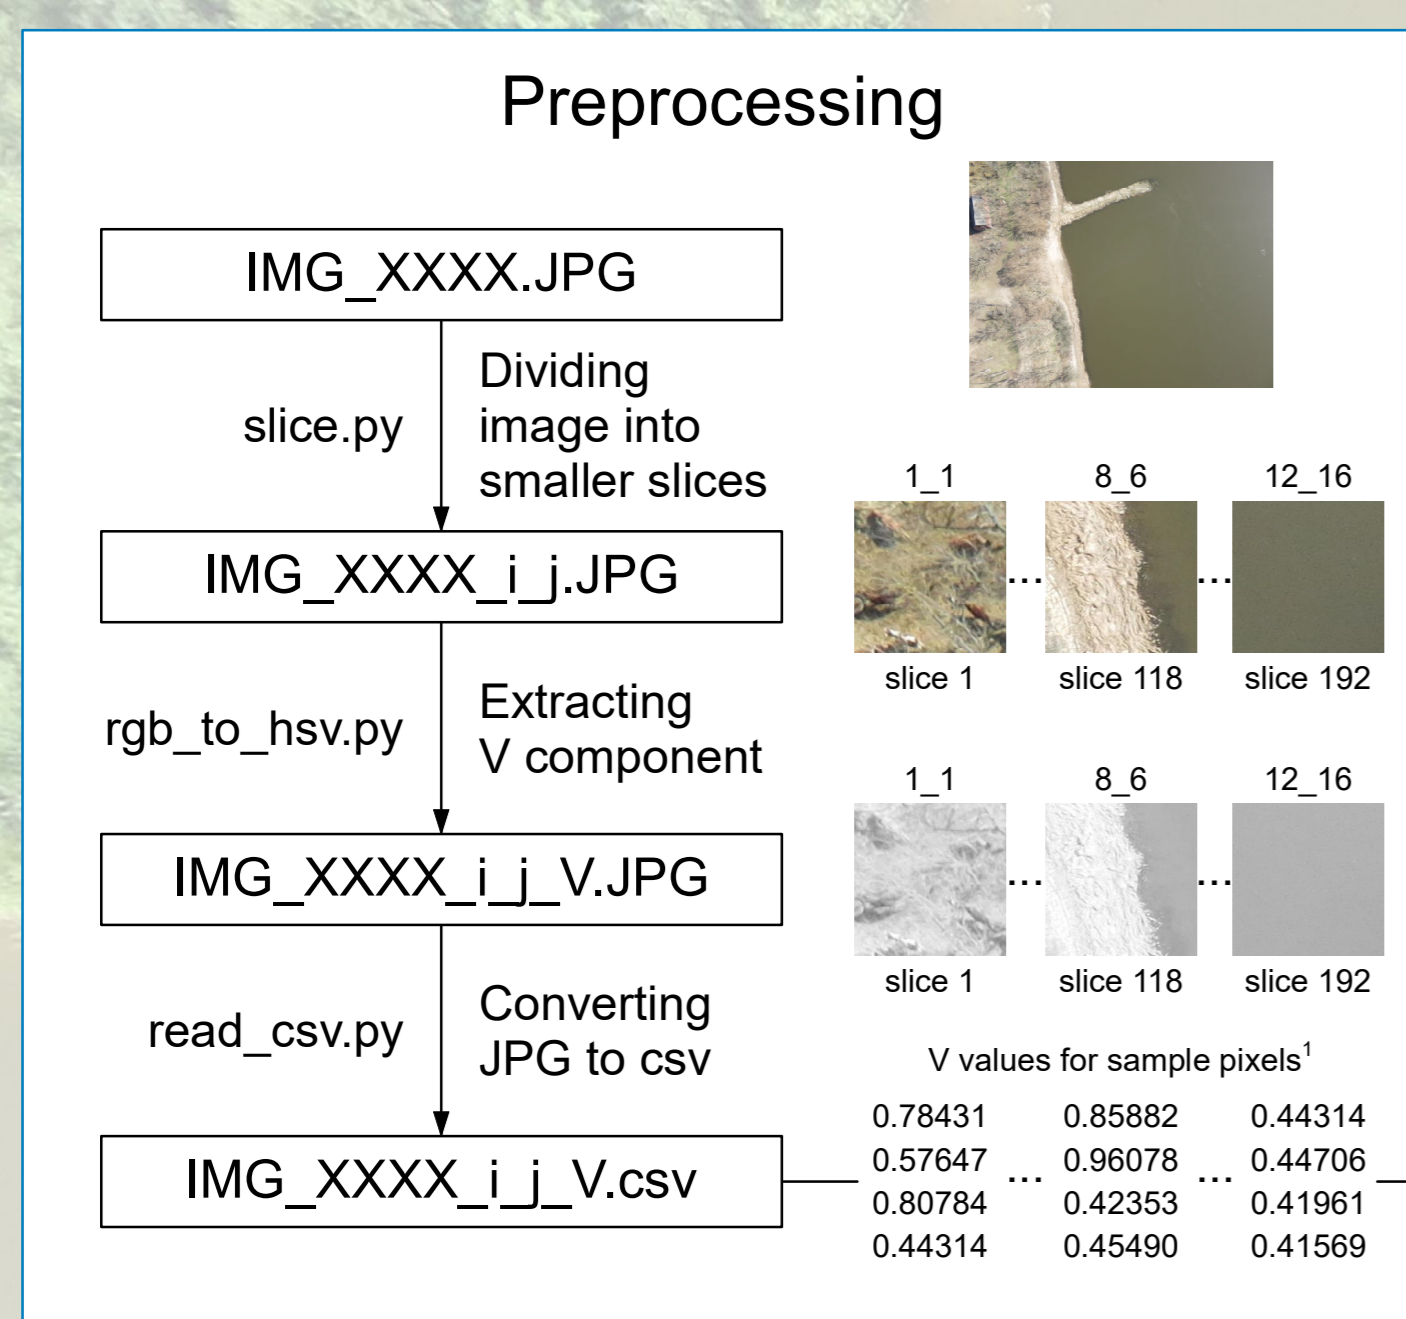 Preprocessing
IMG_XXXX.JPG
slice.py
Dividing
image into
smaller slices
1_1 8_6 12_16
IMG_XXXX_i_j.JPG
... ...
slice 1 slice 118 slice 192
rgb_to_hsv.py
Extracting
V component
1_1 8_6 12_16
IMG_XXXX_i_j_V.JPG
... ...
slice 1 slice 118 slice 192
read_csv.py
Converting
JPG to csv
V values for sample pixels¹
IMG_XXXX_i_j_V.csv
0.78431 0.85882 0.44314
0.57647 ... 0.96078 ... 0.44706
0.80784 0.42353 0.41961
0.44314 0.45490 0.41569